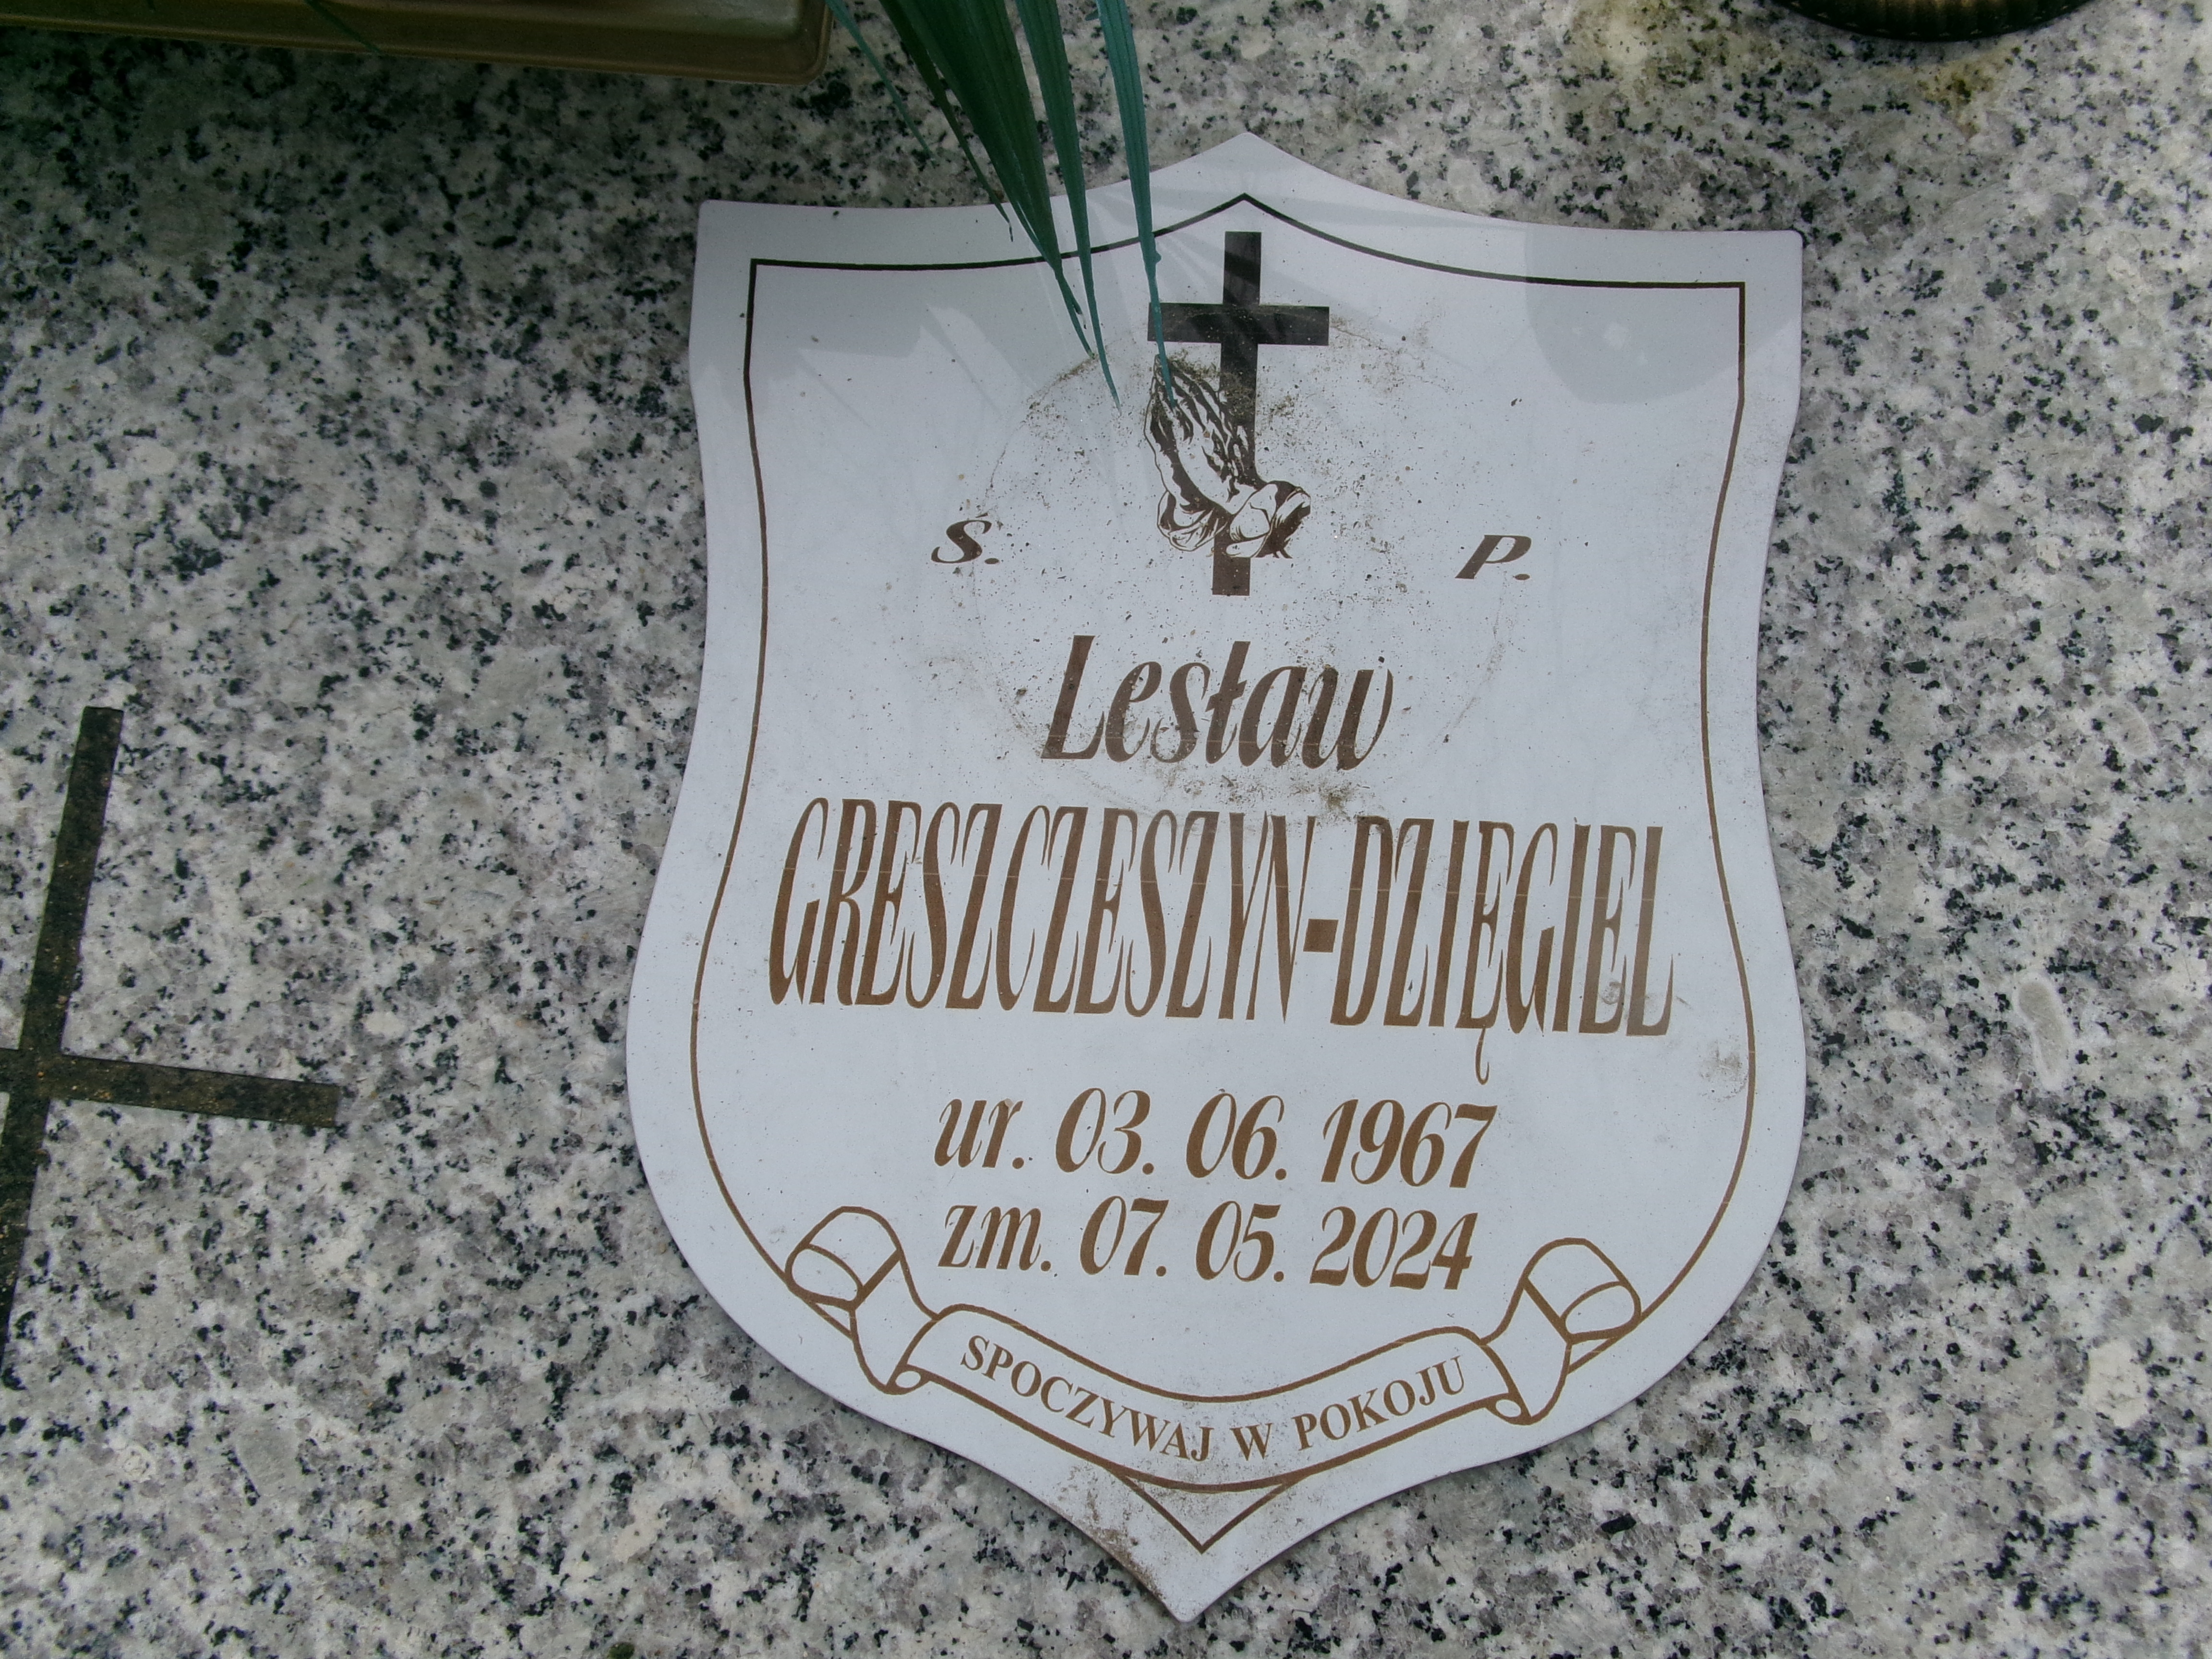 Ś. P.
Lesław
GRESZCZESZYN-DZIĘGIEL
ur. 03. 06. 1967
zm. 07. 05. 2024
SPOCZYWAJ W POKOJU